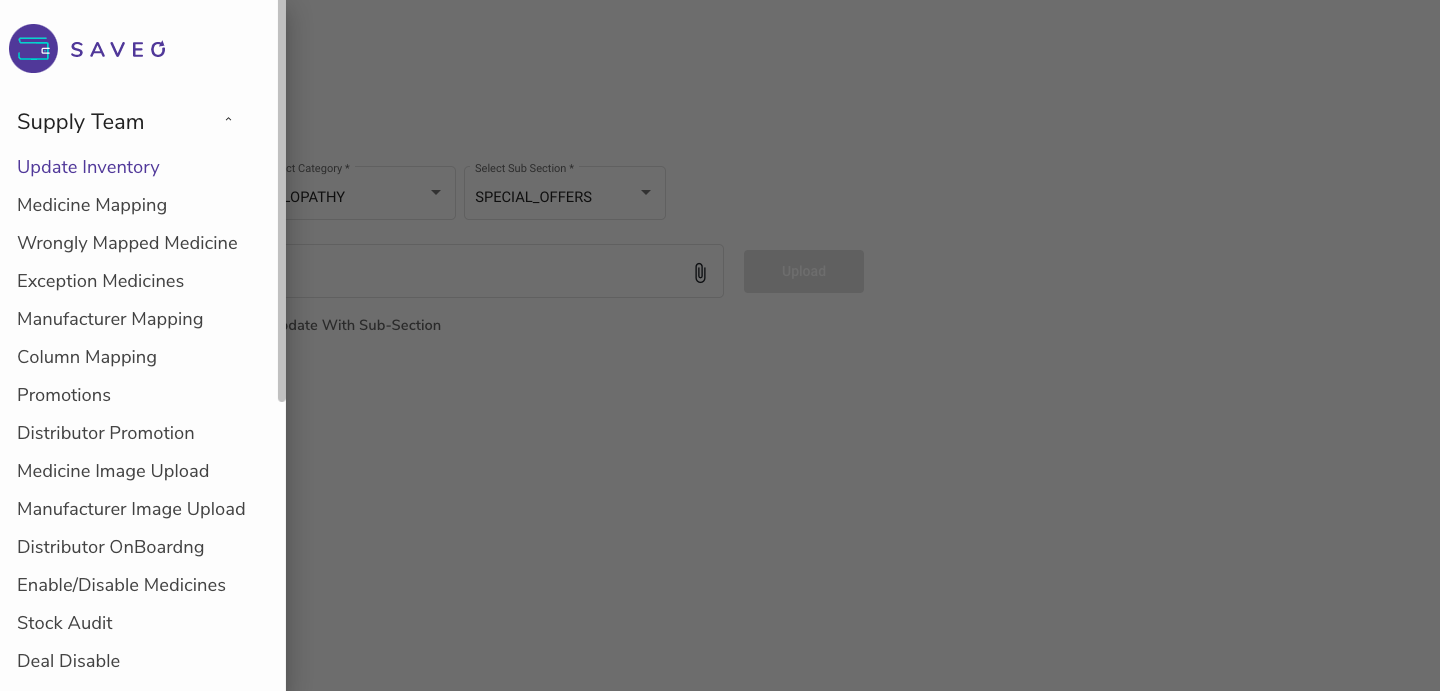 SAVEO
Supply Team
Update Inventory
Medicine Mapping
Wrongly Mapped Medicine
Exception Medicines
Manufacturer Mapping
Column Mapping
Promotions
Distributor Promotion
Medicine Image Upload
Manufacturer Image Upload
Distributor OnBoardng
Enable/Disable Medicines
Stock Audit
Deal Disable
ct Category *
LOPATHY
Select Sub Section *
SPECIAL_OFFERS
Upload
pdate With Sub-Section